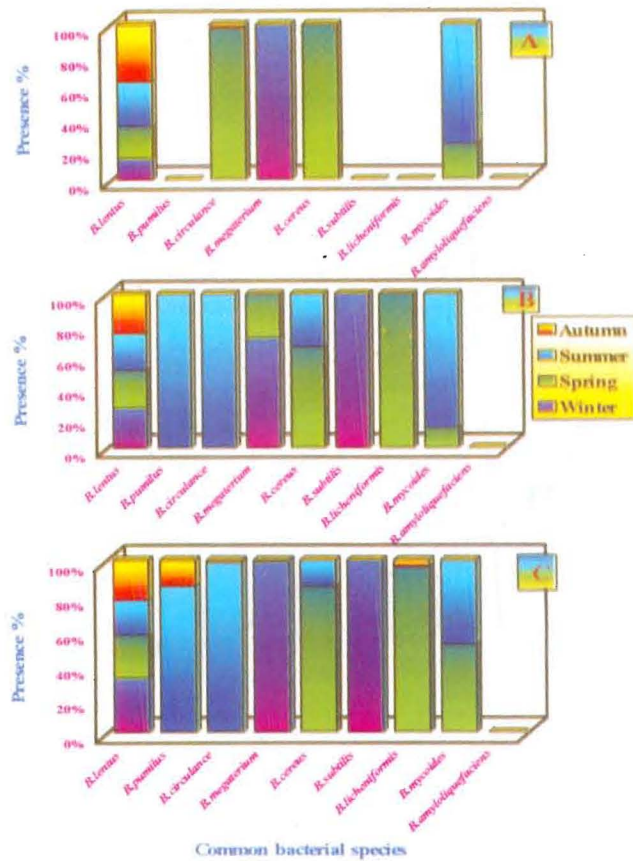 A
Presence %
100%
80%
60%
40%
20%
0%
B.lentus
B.pumilus
B.circulance
B.megaterium
B.cereus
B.subtilis
B.licheniformis
B.mycoides
B.amyloliquefaciens
B
Presence %
100%
80%
60%
40%
20%
0%
B.lentus
B.pumilus
B.circulance
B.megaterium
B.cereus
B.subtilis
B.licheniformis
B.mycoides
B.amyloliquefaciens
Autumn
Summer
Spring
Winter
C
Presence %
100%
80%
60%
40%
20%
0%
B.lentus
B.pumilus
B.circulance
B.megaterium
B.cereus
B.subtilis
B.licheniformis
B.mycoides
B.amyloliquefaciens
Common bacterial species